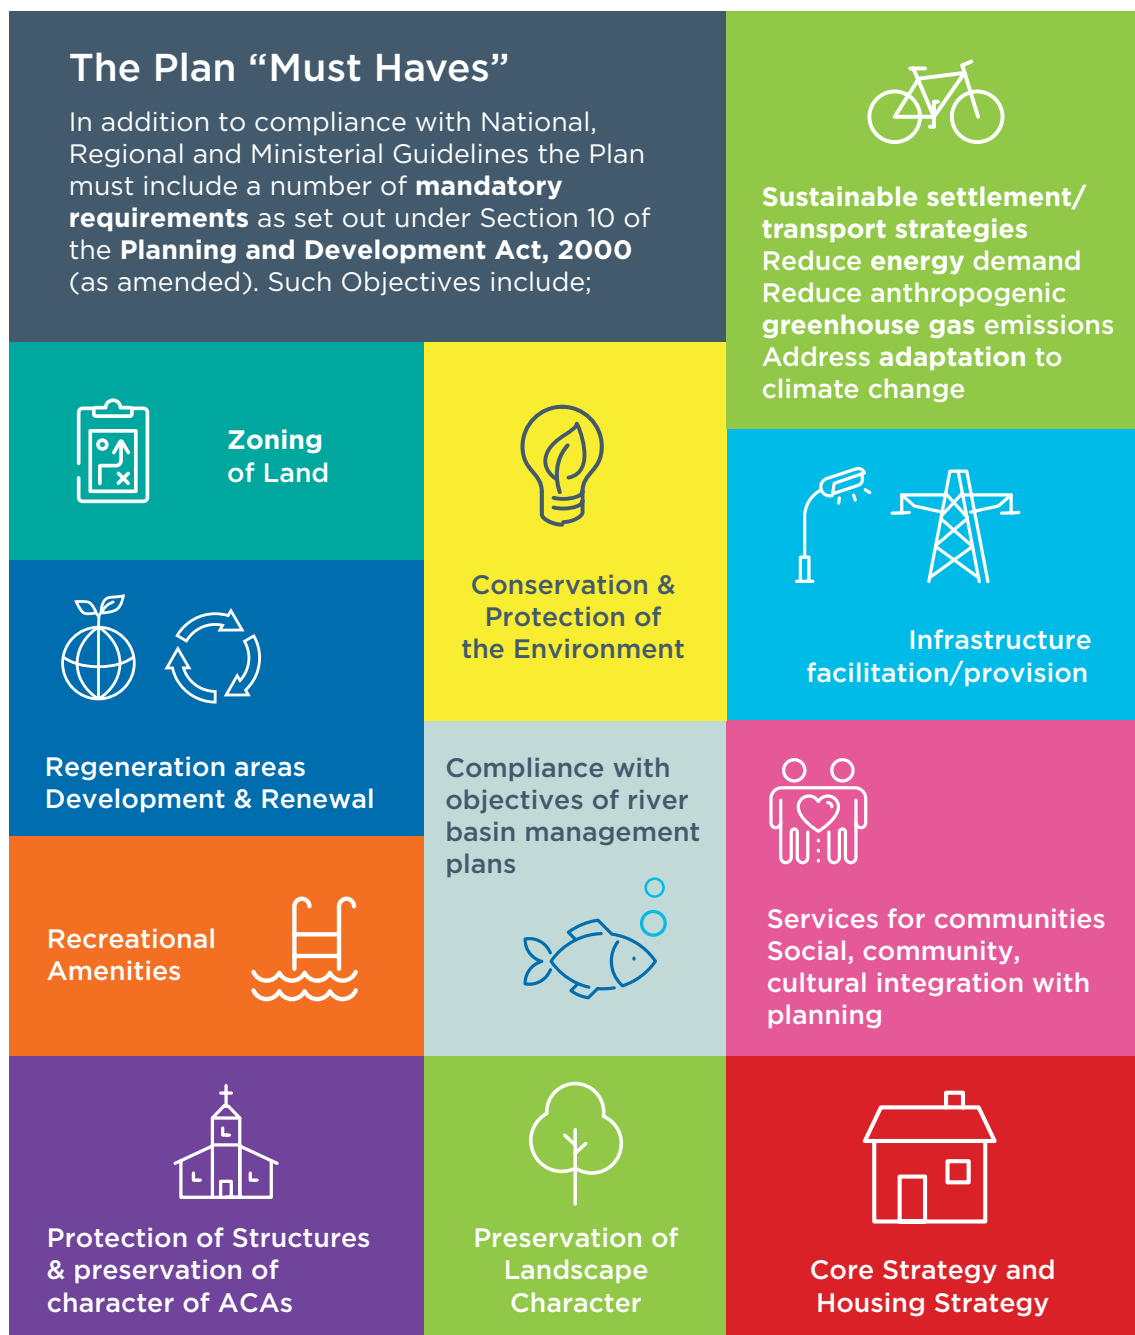 The Plan “Must Haves”
In addition to compliance with National,
Regional and Ministerial Guidelines the Plan
must include a number of mandatory
requirements as set out under Section 10 of
the Planning and Development Act, 2000
(as amended). Such Objectives include;
Sustainable settlement/
transport strategies
Reduce energy demand
Reduce anthropogenic
greenhouse gas emissions
Address adaptation to
climate change
Zoning
of Land
Conservation &
Protection of
the Environment
Infrastructure
facilitation/provision
Regeneration areas
Development & Renewal
Compliance with
objectives of river
basin management
plans
Services for communities
Social, community,
cultural integration with
planning
Recreational
Amenities
Protection of Structures
& preservation of
character of ACAs
Preservation of
Landscape
Character
Core Strategy and
Housing Strategy